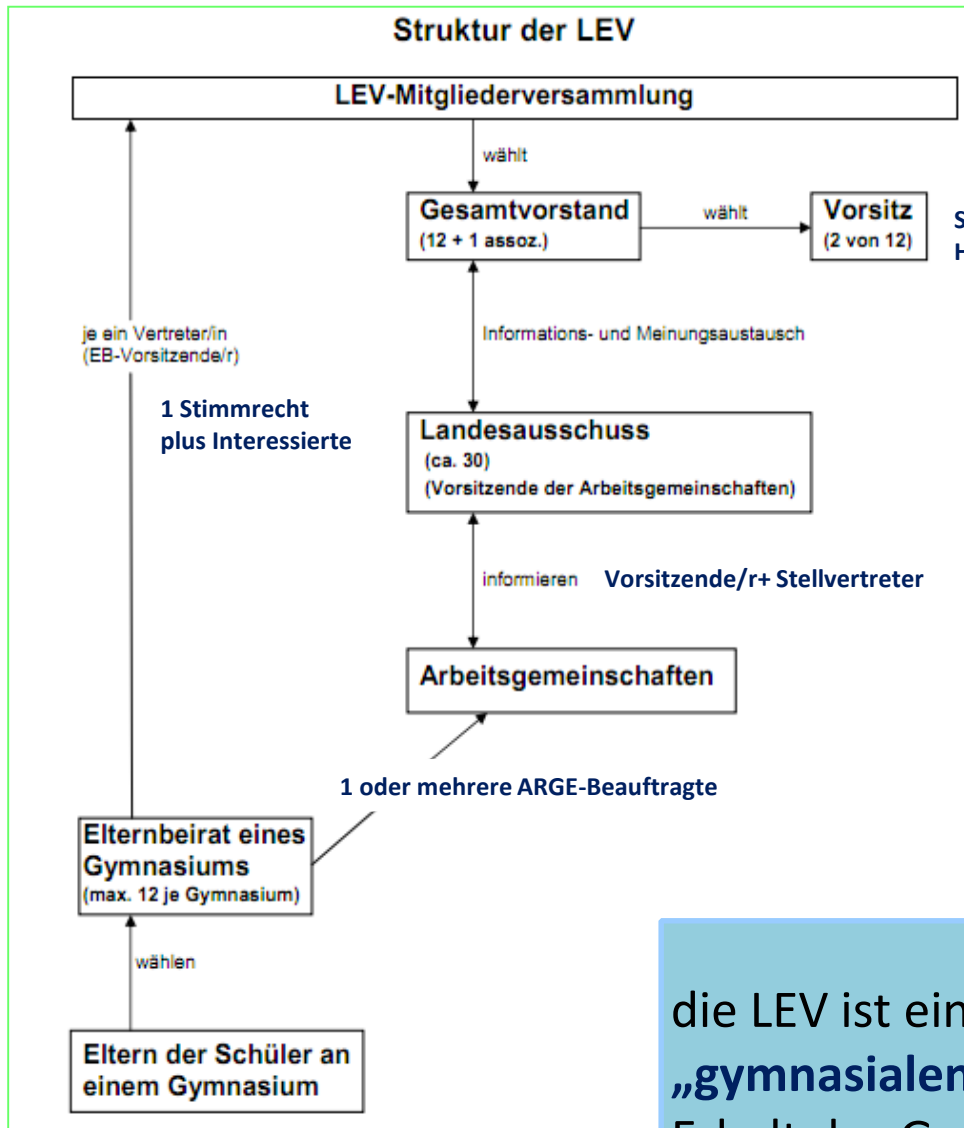 Struktur der LEV
LEV-Mitgliederversammlung
wählt
Gesamtvorstand
(12 + 1 assoz.)
wählt
Vorsitz
(2 von 12)
S
H
je ein Vertreter/in
(EB-Vorsitzende/r)
Informations- und Meinungsaustausch
1 Stimmrecht
plus Interessierte
Landesausschuss
(ca. 30)
(Vorsitzende der Arbeitsgemeinschaften)
informieren
Vorsitzende/r+ Stellvertreter
Arbeitsgemeinschaften
1 oder mehrere ARGE-Beauftragte
Elternbeirat eines
Gymnasiums
(max. 12 je Gymnasium)
wählen
Eltern der Schüler an
einem Gymnasium
die LEV ist ein
„gymnasialen